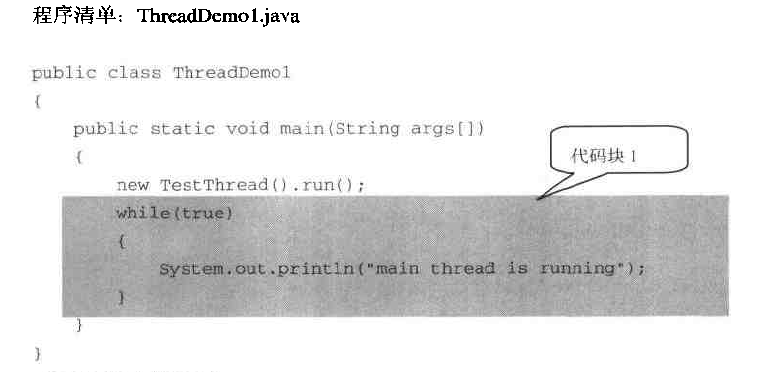 程序清单：ThreadDemo1.java
public class ThreadDemo1
{
public static void main(String args[])
{
代码块 1
new TestThread().run();
while(true)
{
System.out.println("main thread is running");
}
}
}